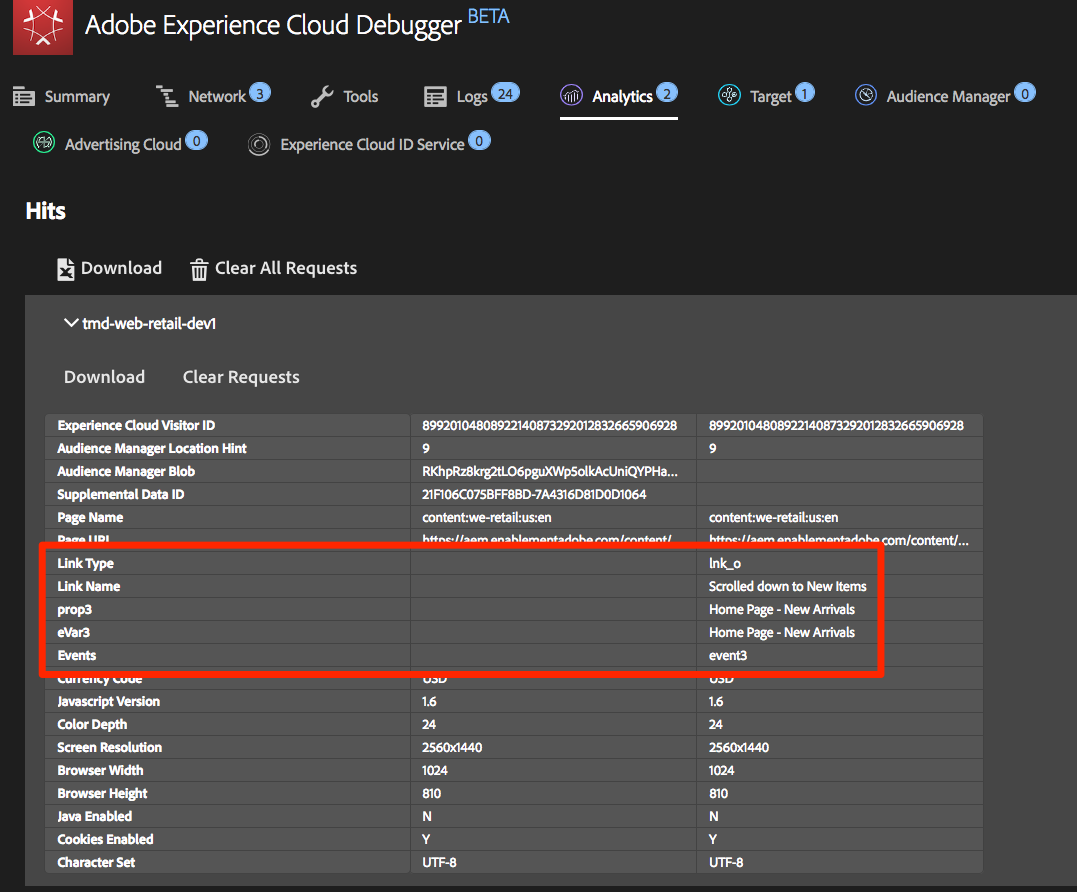 Adobe Experience Cloud Debugger BETA
Summary Network 3 Tools Logs 24 Analytics 2 Target 1 Audience Manager 0
Advertising Cloud 0 Experience Cloud ID Service 0
Hits
Download Clear All Requests
tmd-web-retail-dev1
Download Clear Requests
Experience Cloud Visitor ID 89920104808922140873292012832665906928 89920104808922140873292012832665906928
Audience Manager Location Hint 9 9
Audience Manager Blob RKhpRz8krg2tLO6pguXWp5olkAcUniQYPHa...
Supplemental Data ID 21F106C075BFF8BD-7A4316D81D0D1064
Page Name content:we-retail:us:en content:we-retail:us:en
Page URL https://aem.enablementadobe.com/content/ https://aem.enablementadobe.com/content/...
Link Type lnk_o
Link Name Scrolled down to New Items
prop3 Home Page - New Arrivals
eVar3 Home Page - New Arrivals
Events event3
Currency Code USD USD
Javascript Version 1.6 1.6
Color Depth 24 24
Screen Resolution 2560x1440 2560x1440
Browser Width 1024 1024
Browser Height 810 810
Java Enabled N N
Cookies Enabled Y Y
Character Set UTF-8 UTF-8